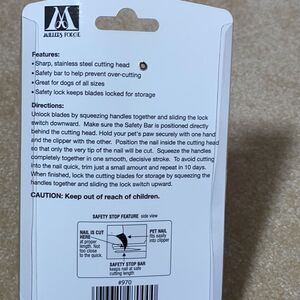 MILLERS FORGE
Features:
• Sharp, stainless steel cutting head
• Safety bar to help prevent over-cutting
• Great for dogs of all sizes
• Safety lock keeps blades locked for storage
Directions:
Unlock blades by squeezing handles together and sliding the lock
switch downward. Make sure the Safety Bar is positioned directly
behind the cutting head. Hold your pet's paw securely with one hand
and the clipper with the other. Position the nail inside the cutting head
so that only the very tip of the nail will be cut. Squeeze the handles
completely together in one smooth, decisive stroke. To avoid cutting
into the nail quick, trim just a small amount and repeat in 10 days.
When finished, lock the cutting blades for storage by squeezing the
handles together and sliding the lock switch upward.
CAUTION: Keep out of reach of children.
SAFETY STOP FEATURE side view
NAIL IS CUT
HERE
at proper
length. Not
too close
to the quick.
PET NAIL
fits easily
into clipper
SAFETY STOP BAR
keeps nail at safe
cutting length
#970